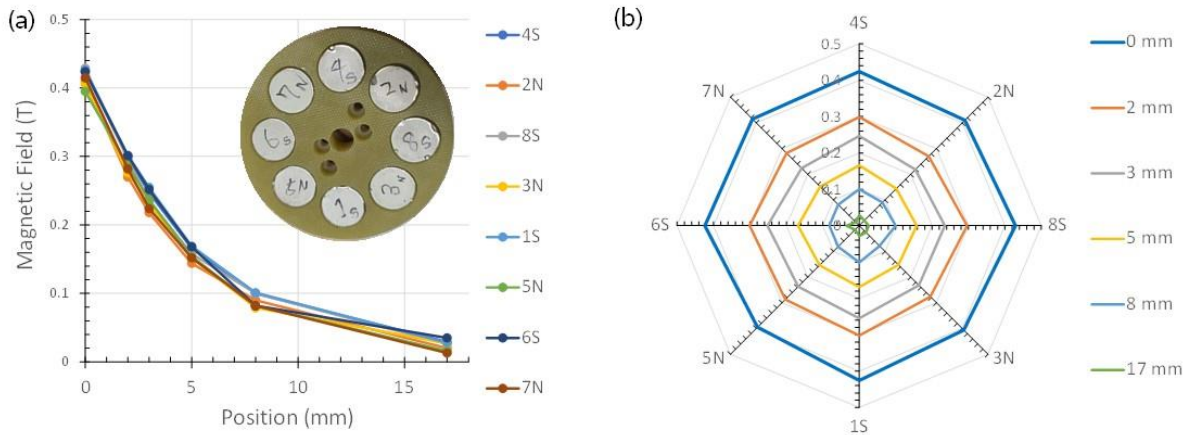 (a)
0.5
0.4
0.3
0.2
0.1
0
Magnetic Field (T)
0
5
10
15
Position (mm)
4S
2N
8S
3N
1S
5N
6S
7N
4S
2N
8S
3N
1S
5N
6S
7N
(b)
4S
0.5
0.4
0.3
0.2
0.1
0
2N
8S
3N
1S
5N
6S
7N
0 mm
2 mm
3 mm
5 mm
8 mm
17 mm